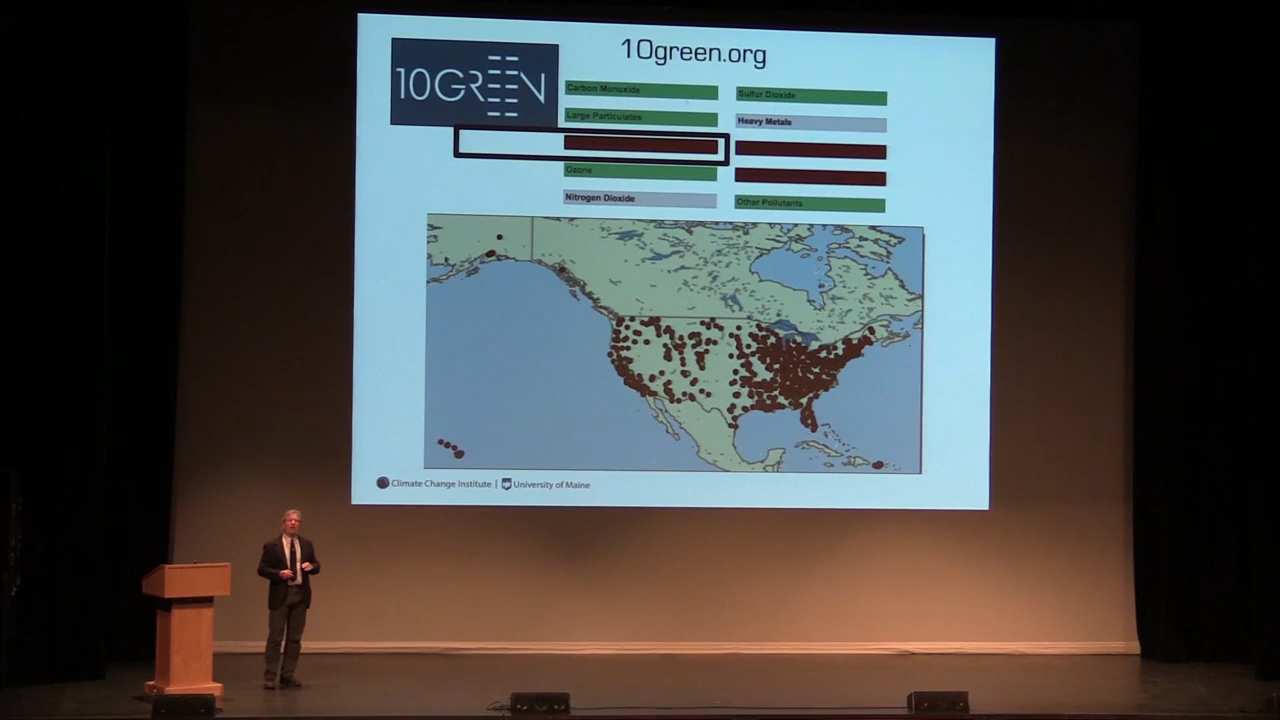 10green.org
10GREEN
Carbon Monoxide
Sulfur Dioxide
Large Particulates
Heavy Metals
Ozone
Nitrogen Dioxide
Other Pollutants
Climate Change Institute | University of Maine